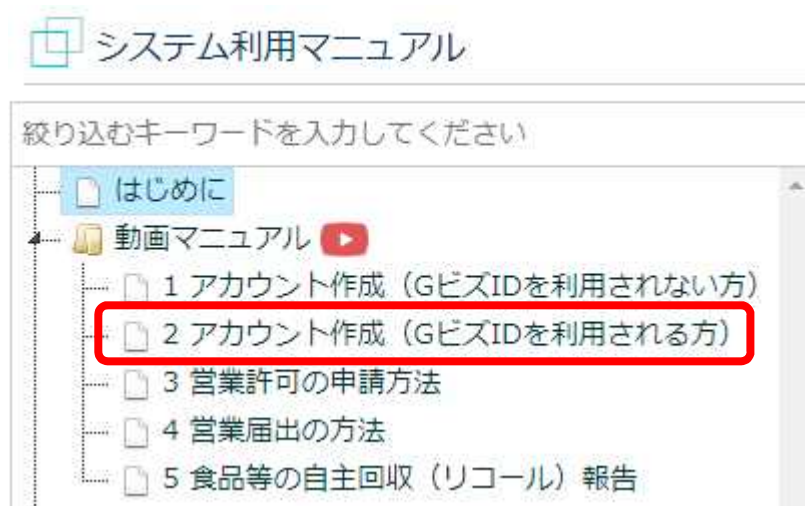 システム利用マニュアル
絞り込むキーワードを入力してください
はじめに
動画マニュアル
1 アカウント作成（GビズIDを利用されない方）
2 アカウント作成（GビズIDを利用される方）
3 営業許可の申請方法
4 営業届出の方法
5 食品等の自主回収（リコール）報告